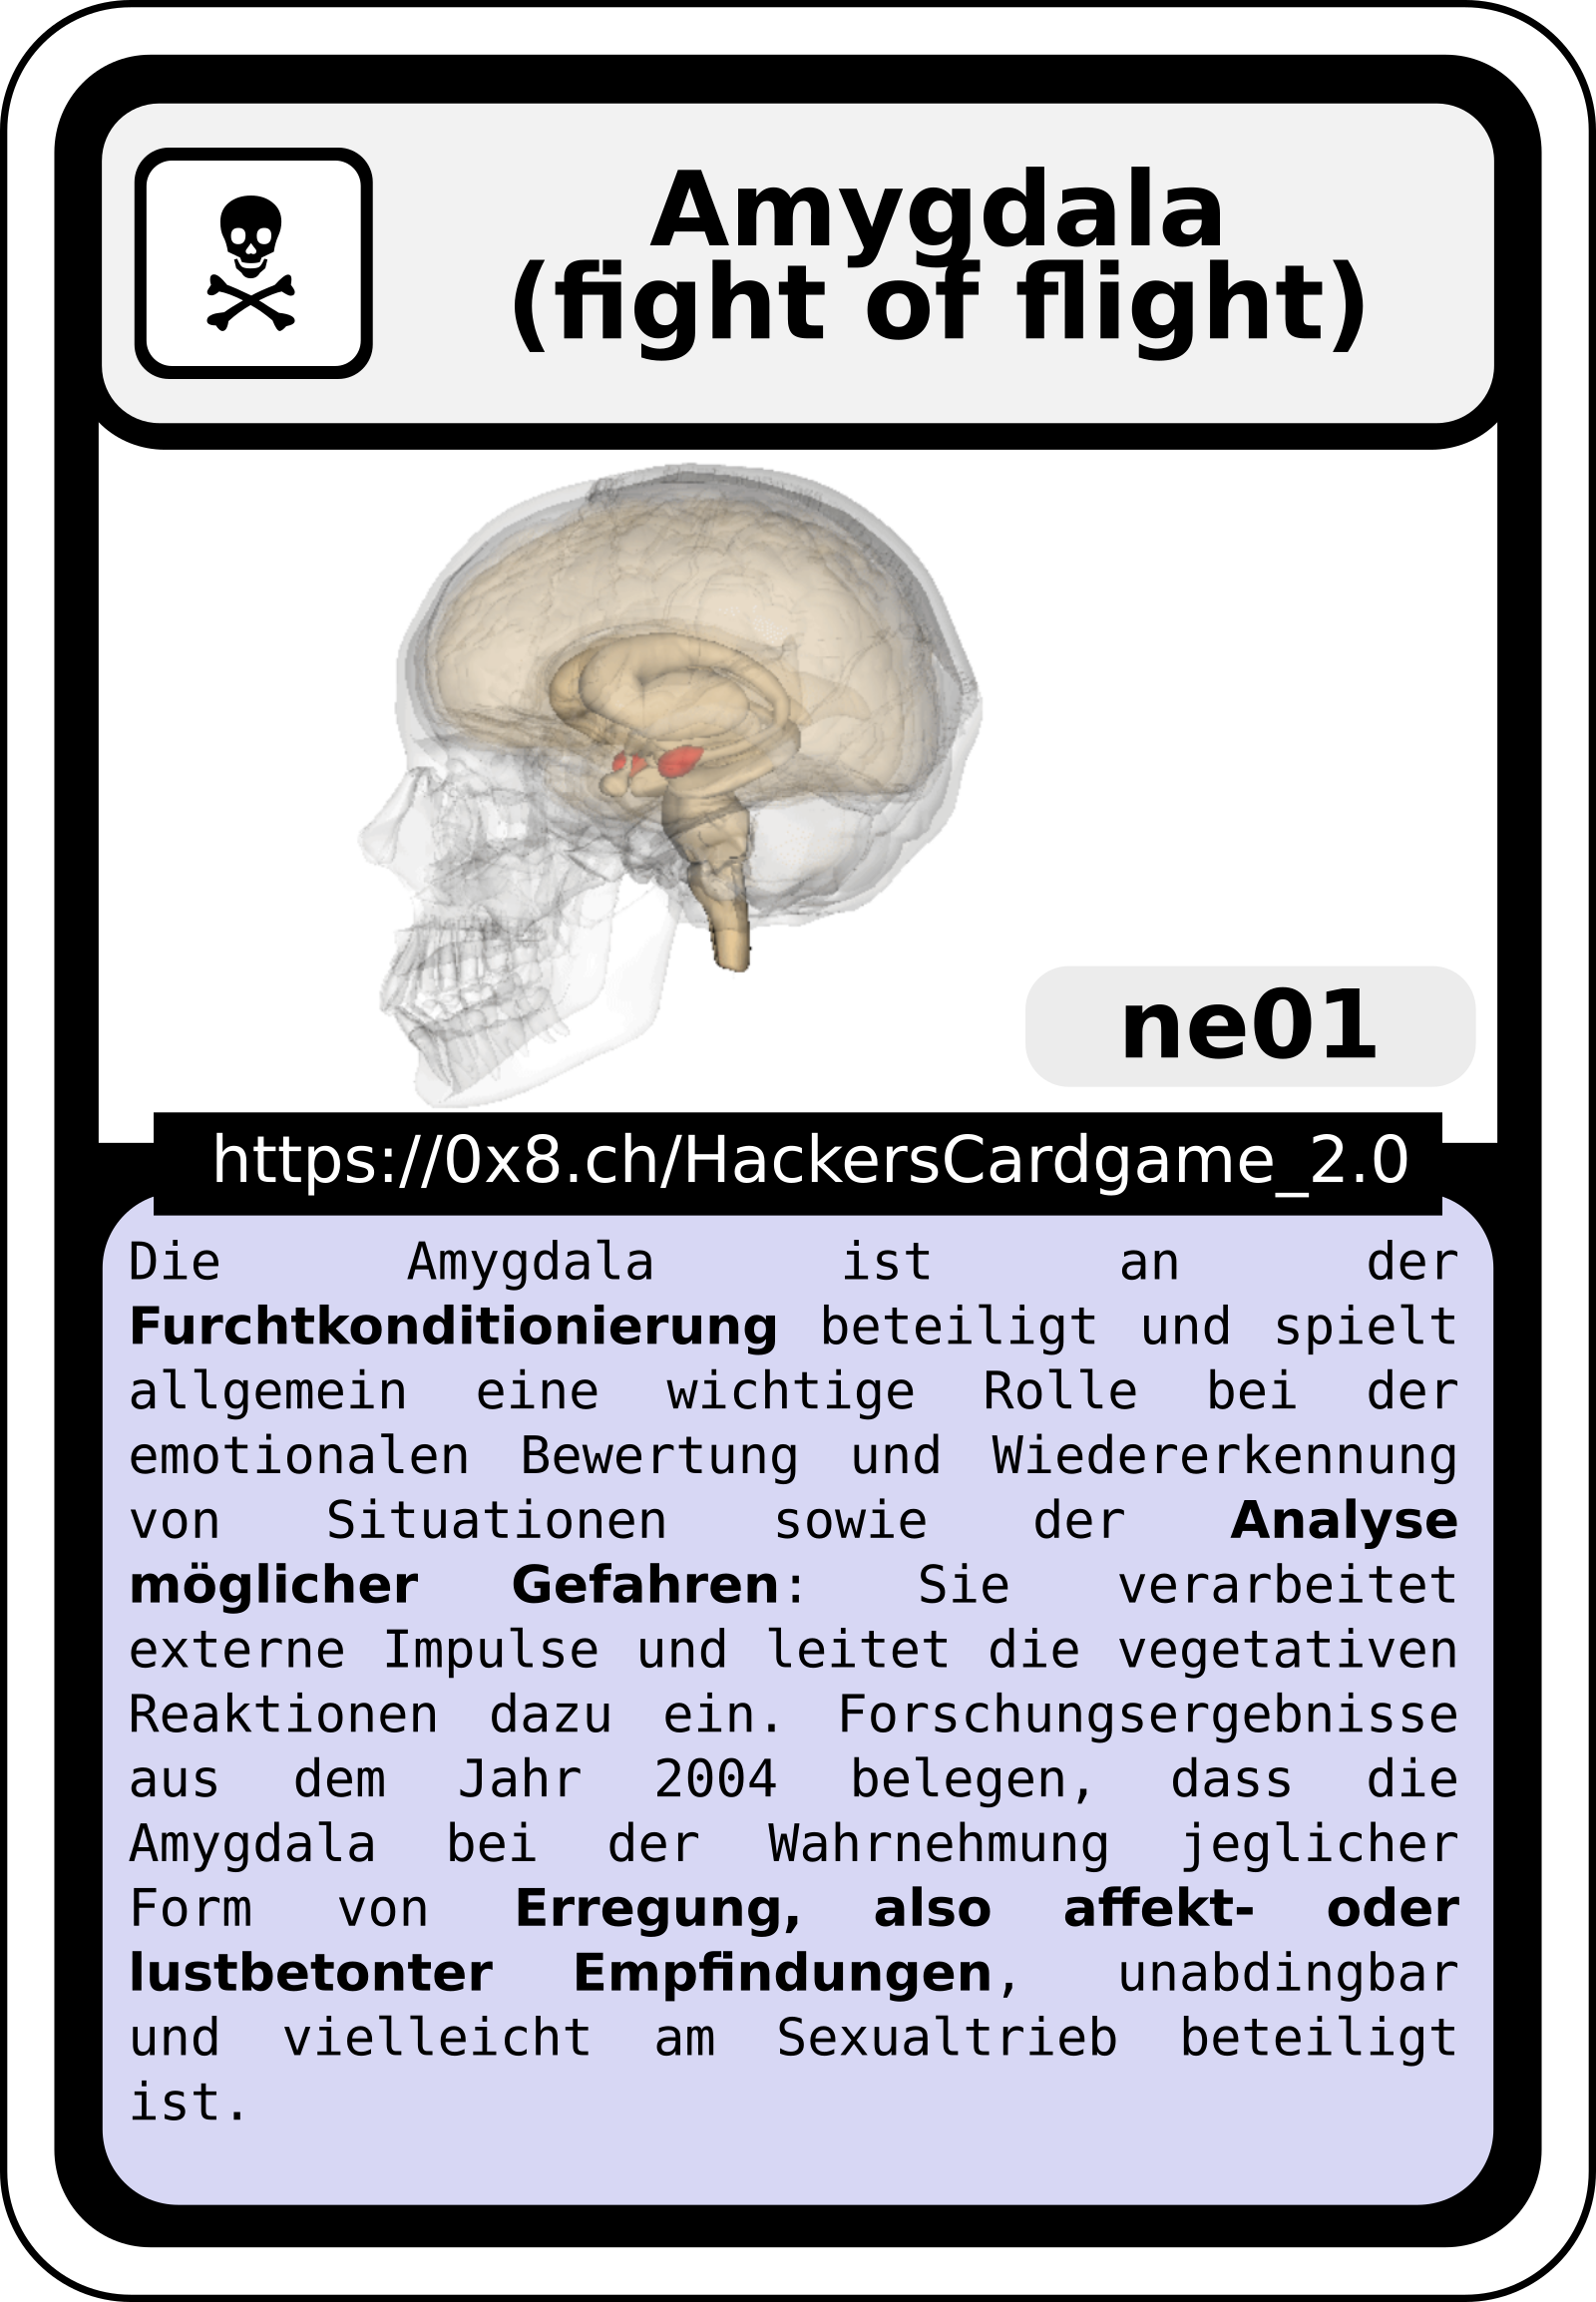 Amygdala
(fight of flight)
ne01
https://0x8.ch/HackersCardgame_2.0
Die Amygdala ist an der
Furchtkonditionierung beteiligt und spielt
allgemein eine wichtige Rolle bei der
emotionalen Bewertung und Wiedererkennung
von Situationen sowie der Analyse
möglicher Gefahren: Sie verarbeitet
externe Impulse und leitet die vegetativen
Reaktionen dazu ein. Forschungsergebnisse
aus dem Jahr 2004 belegen, dass die
Amygdala bei der Wahrnehmung jeglicher
Form von Erregung, also affekt- oder
lustbetonter Empfindungen, unabdingbar
und vielleicht am Sexualtrieb beteiligt
ist.